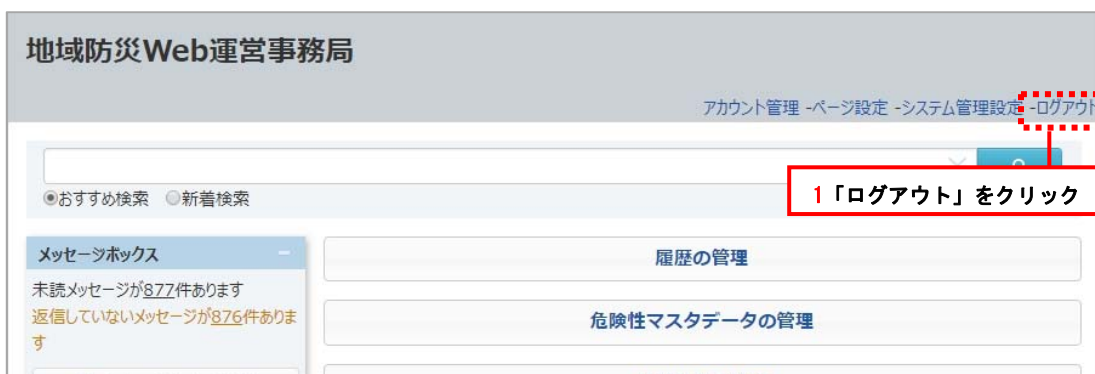 地域防災Web運営事務局
アカウント管理 -ページ設定 -システム管理設定 -ログアウト
おすすめ検索 新着検索
1「ログアウト」をクリック
メッセージボックス
未読メッセージが877件あります
返信していないメッセージが876件ありま
す
履歴の管理
危険性マスタデータの管理